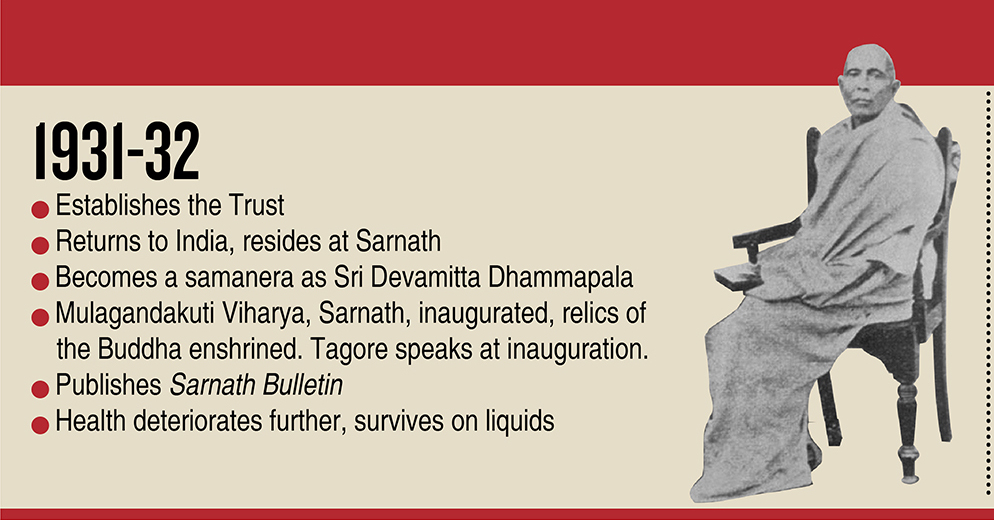 1931-32
Establishes the Trust
Returns to India, resides at Sarnath
Becomes a samanera as Sri Devamitta Dhammapala
Mulagandakuti Viharya, Sarnath, inaugurated, relics of
the Buddha enshrined. Tagore speaks at inauguration.
Publishes Sarnath Bulletin
Health deteriorates further, survives on liquids